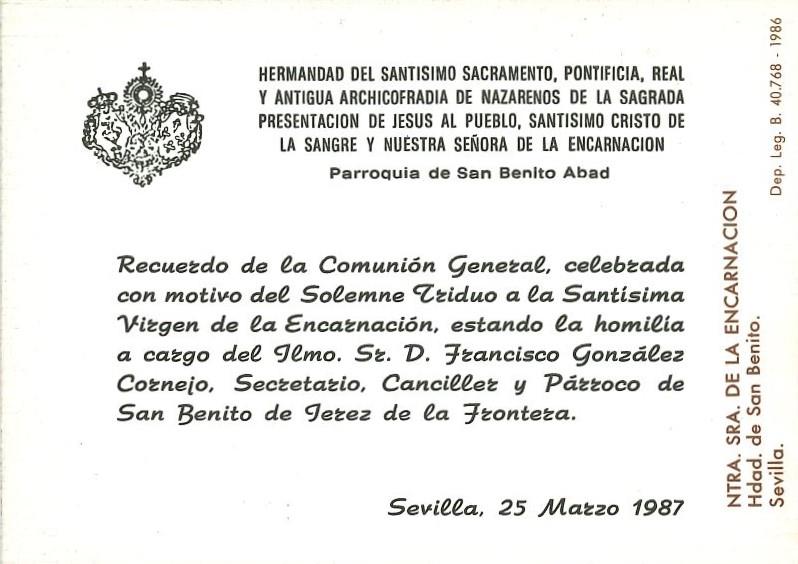 HERMANDAD DEL SANTISIMO SACRAMENTO, PONTIFICIA, REAL
Y ANTIGUA ARCHICOFRADIA DE NAZARENOS DE LA SAGRADA
PRESENTACION DE JESUS AL PUEBLO, SANTISIMO CRISTO DE
LA SANGRE Y NUESTRA SEÑORA DE LA ENCARNACION
Parroquia de San Benito Abad
Recuerdo de la Comunión General, celebrada
con motivo del Solemne Triduo a la Santísima
Virgen de la Encarnación, estando la homilía
a cargo del Ilmo. Sr. D. Francisco González
Cornejo, Secretario, Canciller y Párroco de
San Benito de Jerez de la Frontera.
Sevilla, 25 Marzo 1987
NTRA. SRA. DE LA ENCARNACION
Hdad. de San Benito.
Sevilla.
Dep. Leg. B. 40.768 - 1986